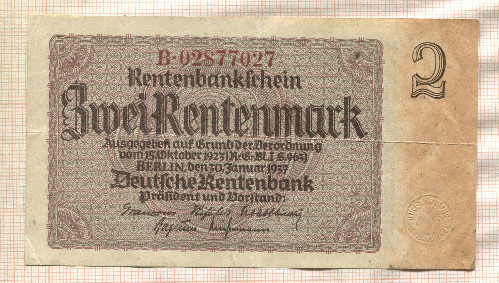 B·02877027
Rentenbankschein
2
Zwei Rentenmark
Ausgegeben auf Grund der Verordnung
vom 15. Oktober 1923 (R-G-Bl I S. 963)
BERLIN, den 30. Januar 1937
Deutsche Rentenbank
Präsident und Vorstand: